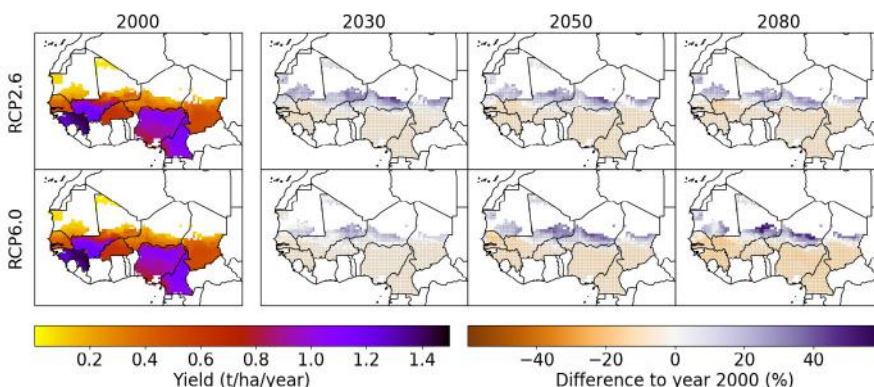 2000 2030 2050 2080
RCP2.6
RCP6.0
0.2 0.4 0.6 0.8 1.0 1.2 1.4 −40 −20 0 20 40
Yield (t/ha/year) Difference to year 2000 (%)